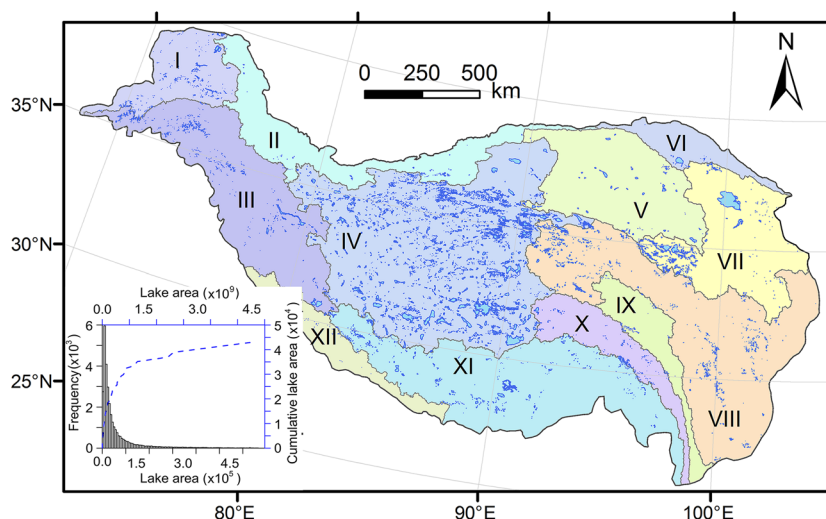 N
0 250 500
km
35°N
30°N
25°N
80°E
90°E
100°E
I
II
III
IV
V
VI
VII
VIII
IX
X
XI
XII
Lake area (x10⁹)
0.0 1.5 3.0 4.5
Frequency(x10³)
6
4
2
0
Cumulative lake area (x10⁴)
5
4
3
2
1
0
0.0 1.5 3.0 4.5
Lake area (x10⁵)